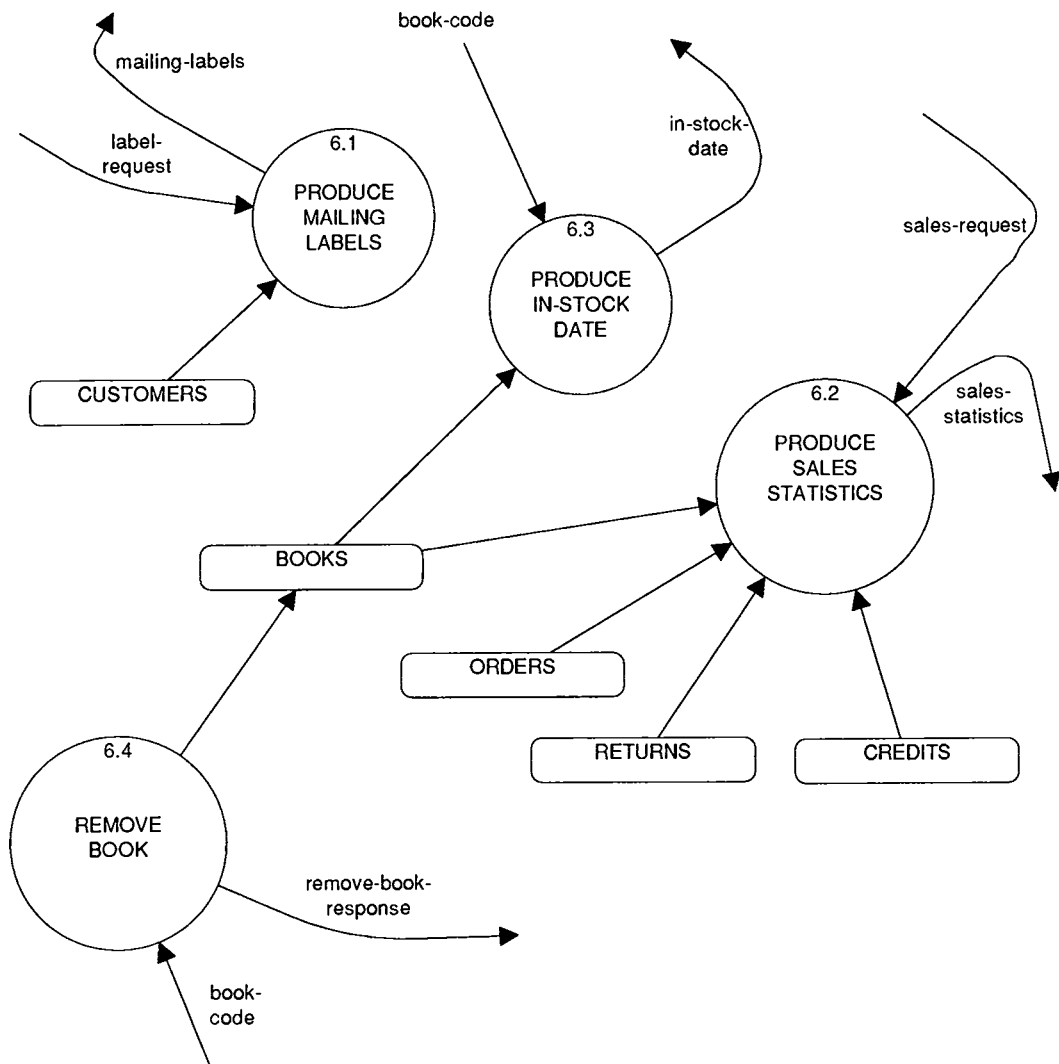 book-code
mailing-labels
label-
request
6.1
PRODUCE
MAILING
LABELS
in-stock-
date
6.3
PRODUCE
IN-STOCK
DATE
sales-request
CUSTOMERS
6.2
PRODUCE
SALES
STATISTICS
sales-
statistics
BOOKS
ORDERS
RETURNS
CREDITS
6.4
REMOVE
BOOK
remove-book-
response
book-
code